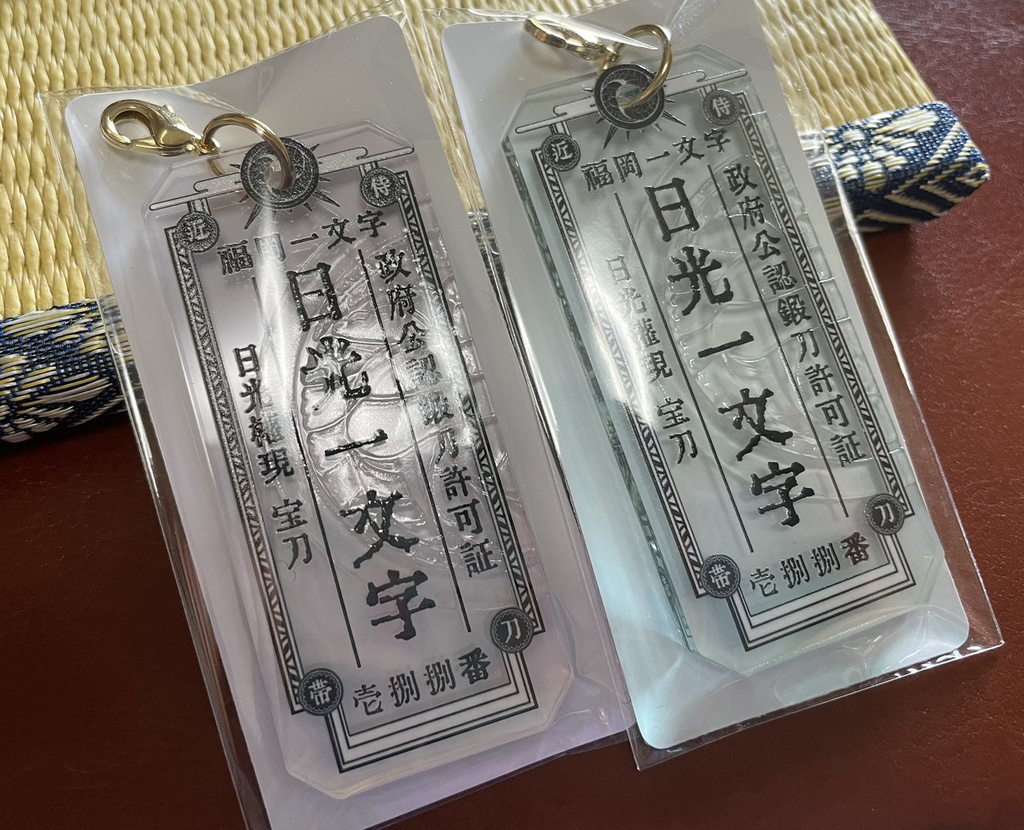 近
侍
福岡一文字
政府公認鍛刀許可証
日光一文字
日光權現 宝刀
壱捌捌番
帯
刀
近
侍
福岡一文字
政府公認鍛刀許可証
日光一文字
日光權現 宝刀
壱捌捌番
帯
刀